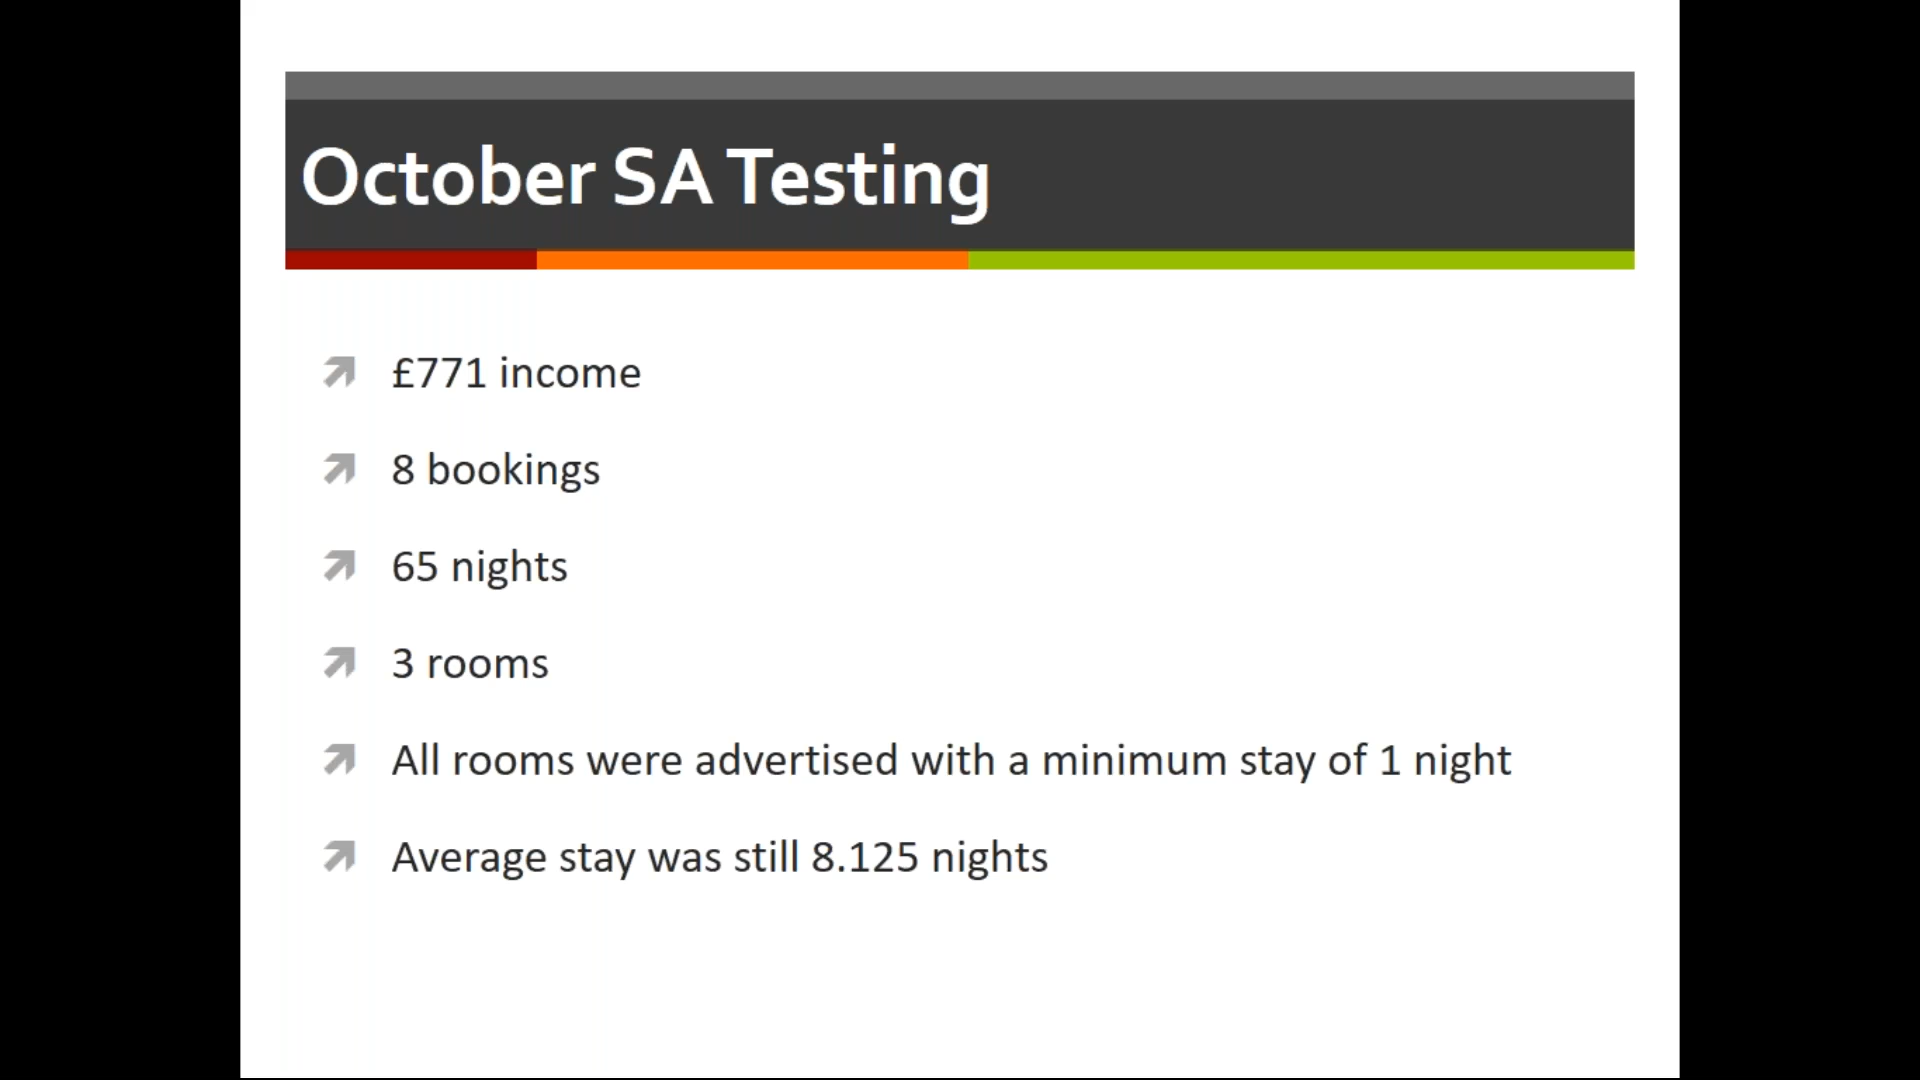 October SA Testing
£771 income
8 bookings
65 nights
3 rooms
All rooms were advertised with a minimum stay of 1 night
Average stay was still 8.125 nights